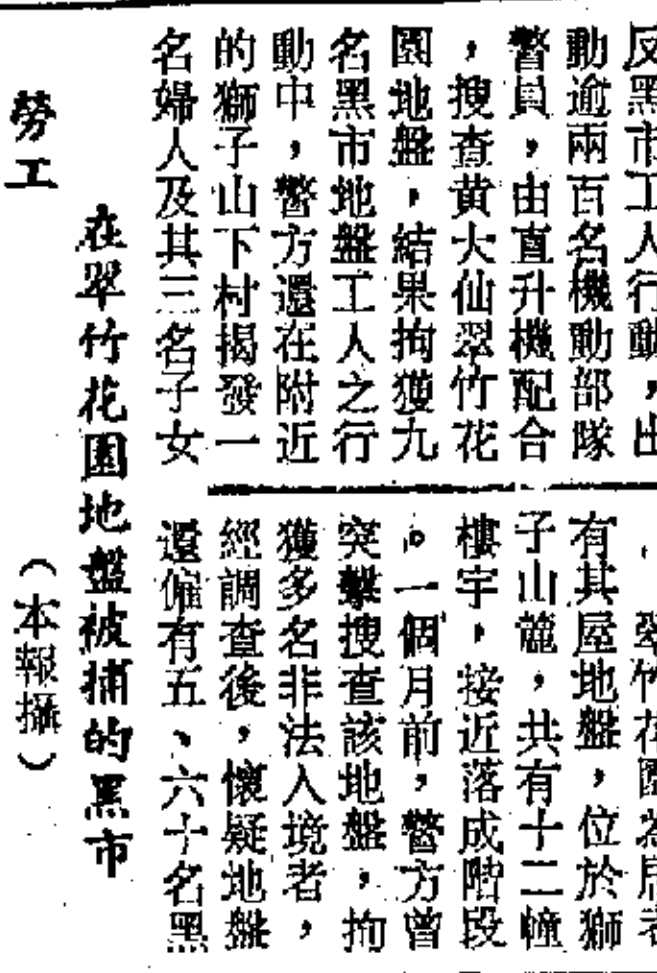 反黑市工人行動，出
動逾兩百名機動部隊
警員，由直升機配合
，搜查黃大仙翠竹花
園地盤，結果拘獲九
名黑市地盤工人之行
動中，警方還在附近
的獅子山下村揭發一
名婦人及其三名子女
翠竹花園為居者
有其屋地盤，位於獅
子山麓，共有十二幢
樓宇，接近落成階段
。一個月前，警方曾
突擊搜查該地盤，拘
獲多名非法入境者，
經調查後，懷疑地盤
還僱有五、六十名黑
在翠竹花園地盤被捕的黑市
勞工
（本報攝）